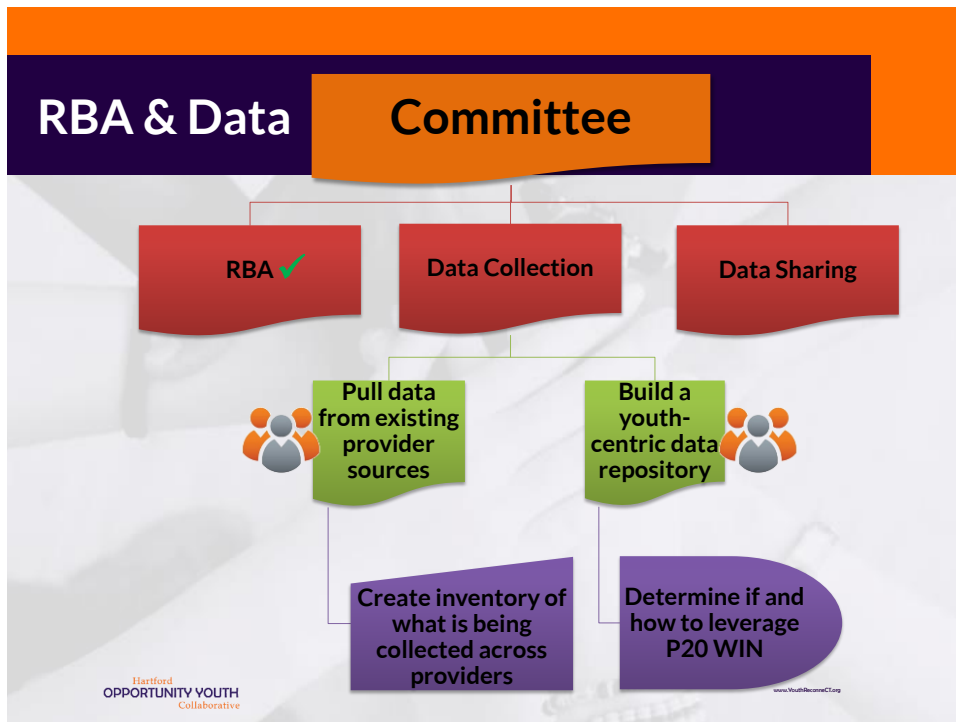 RBA & Data
Committee
RBA
Data Collection
Data Sharing
Pull data
from existing
provider
sources
Build a
youth-
centric data
repository
Create inventory of
what is being
collected across
providers
Determine if and
how to leverage
P20 WIN
Hartford
OPPORTUNITY YOUTH
Collaborative
www.YouthReconneCT.org